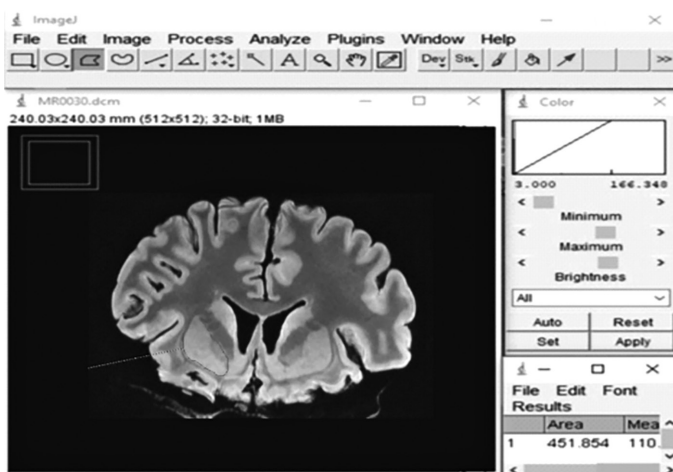 ImageJ
File Edit Image Process Analyze Plugins Window Help
A Dev Stk >>
MR0030.dcm
240.03x240.03 mm (512x512); 32-bit; 1MB
Color
3.000 166.348
Minimum
Maximum
Brightness
All
Auto Reset
Set Apply
File Edit Font
Results
Area Mea
1 451.854 110.